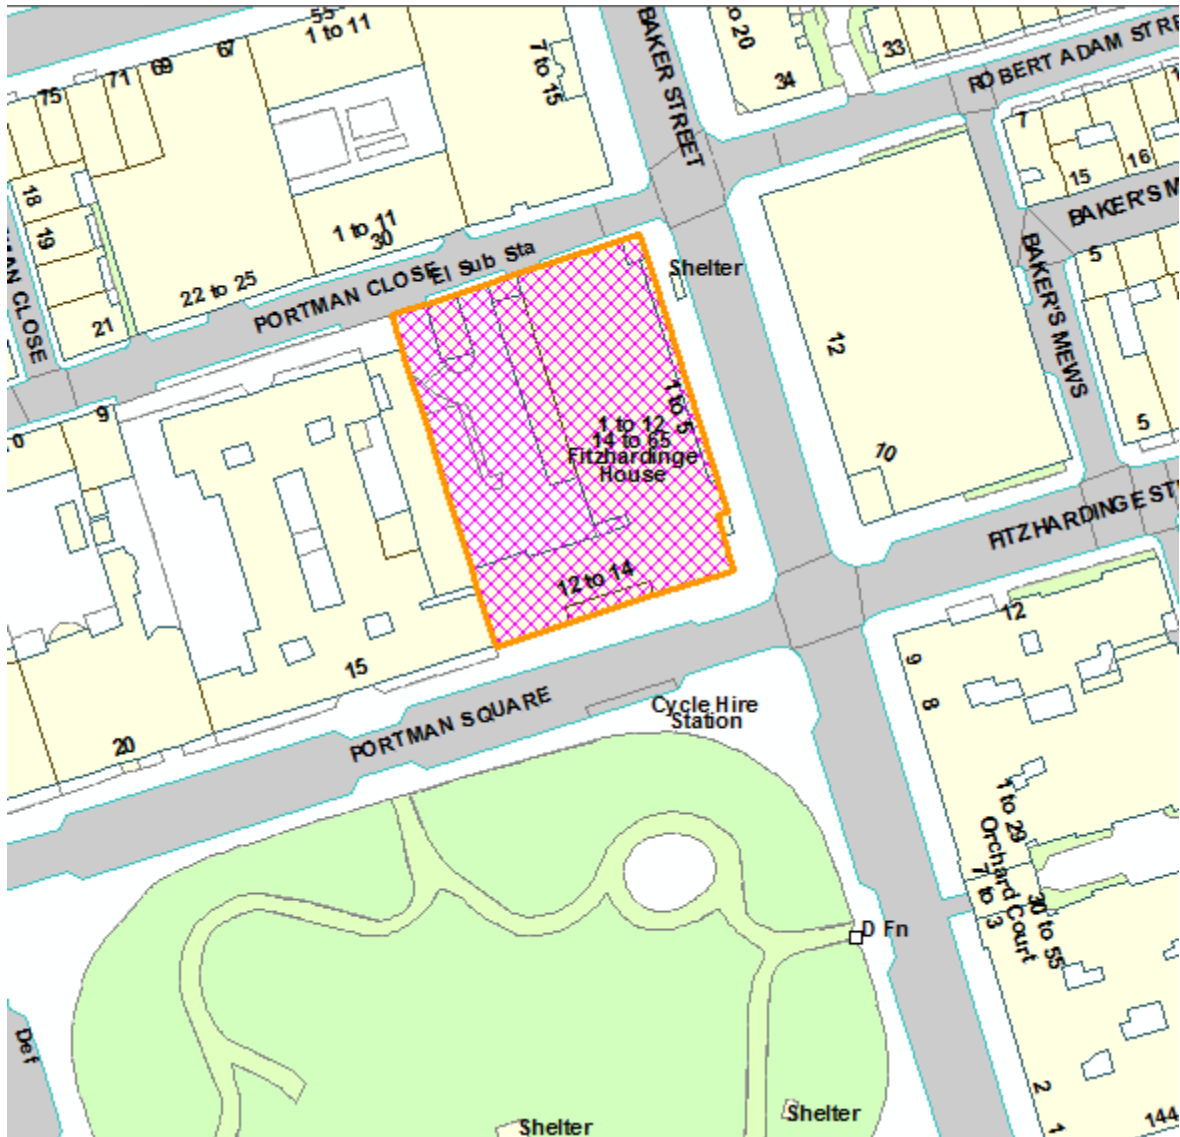 55
1 to 11
67
69
71
75
7 to 15
BAKER STREET
to 20
34
33
ROBERT ADAM STRE
7
15
16
BAKER'S M
18
19
MAN CLOSE
21
22 to 25
1 to 11
30
PORTMAN CLOSE
El Sub Sta
Shelter
12
10
BAKER'S MEWS
5
5
0
9
1 to 5
1 to 12
14 to 65
Fitzhardinge
House
12 to 14
FITZHARDINGE ST
15
20
PORTMAN SQUARE
Cycle Hire
Station
12
9
8
1 to 29
Orchard Court
7 to 3
30 to 55
D Fn
Def
Shelter
Shelter
2
1
144